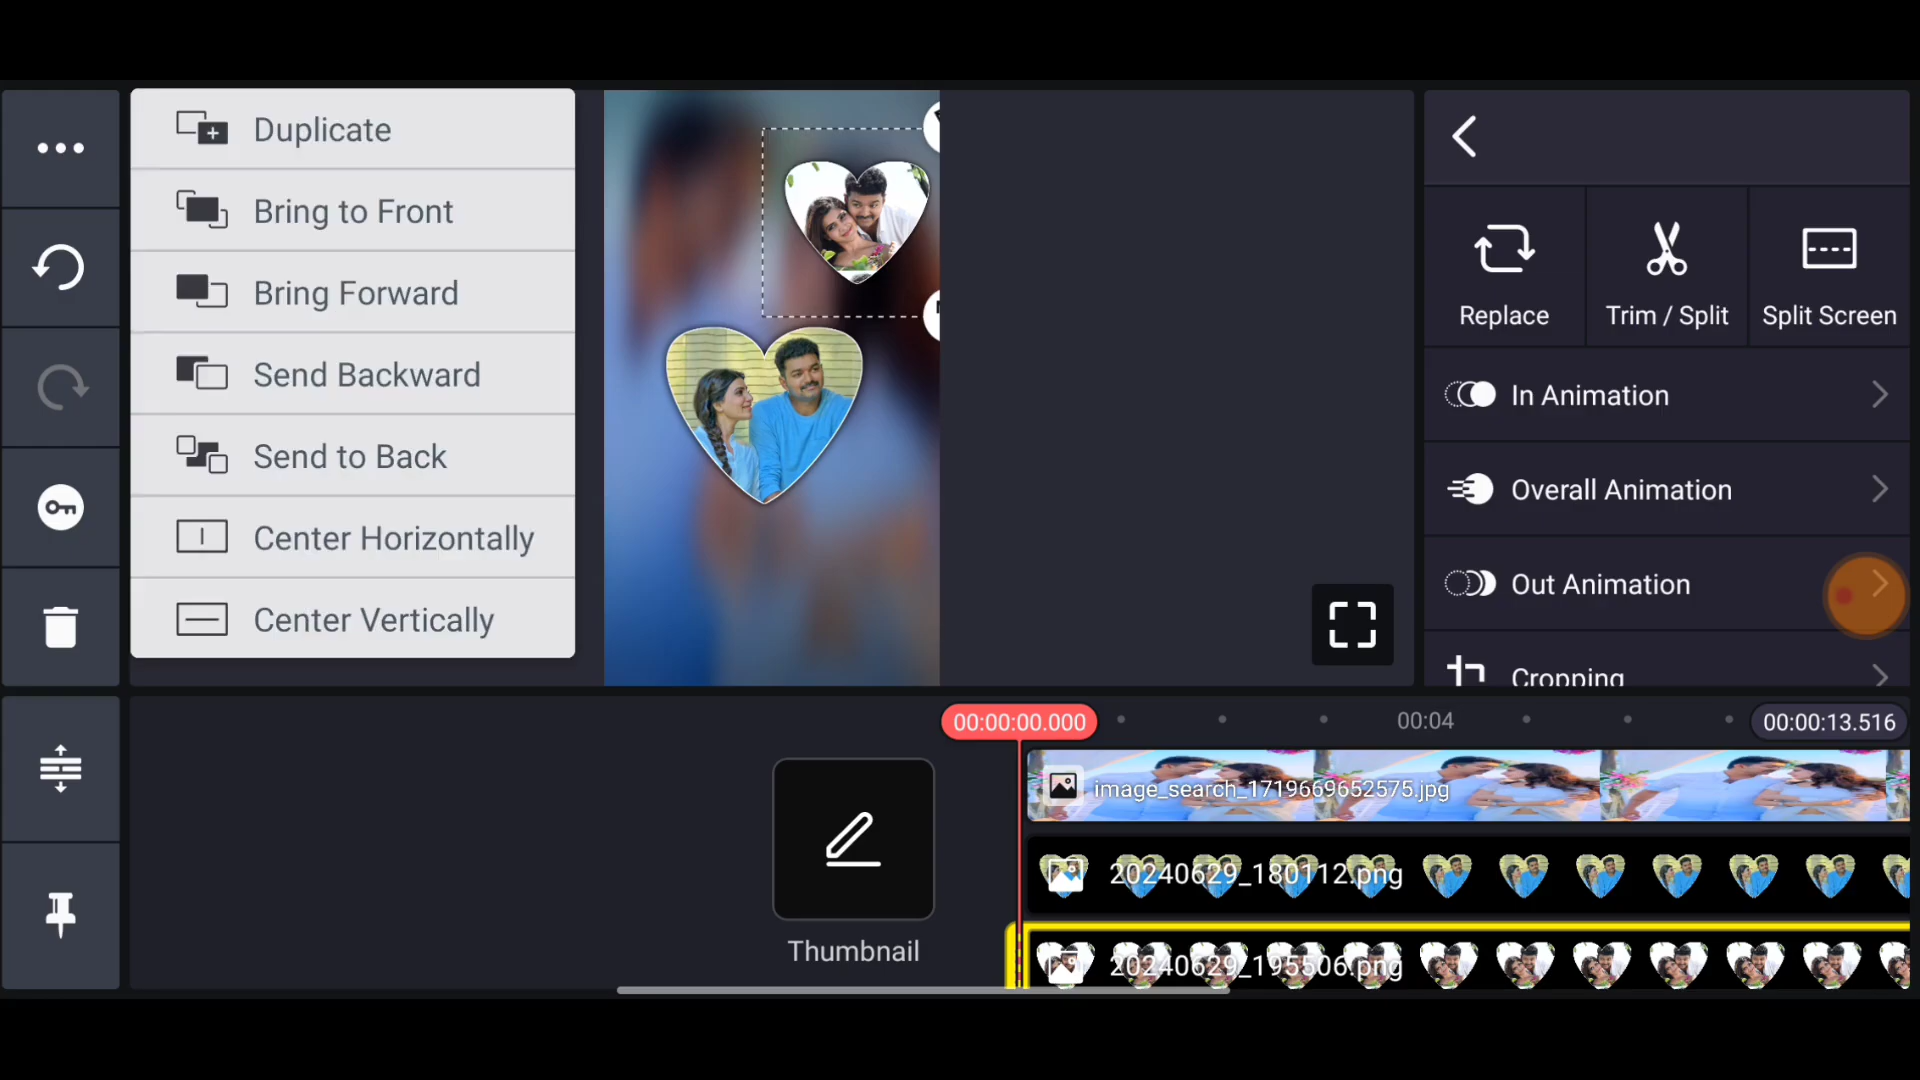 Duplicate
Bring to Front
Bring Forward
Send Backward
Send to Back
Center Horizontally
Center Vertically
Replace
Trim / Split
Split Screen
In Animation
Overall Animation
Out Animation
Cropping
00:00:00.000
00:04
00:00:13.516
image_search_1719669652575.jpg
20240629_180112.png
Thumbnail
20240629_195506.png